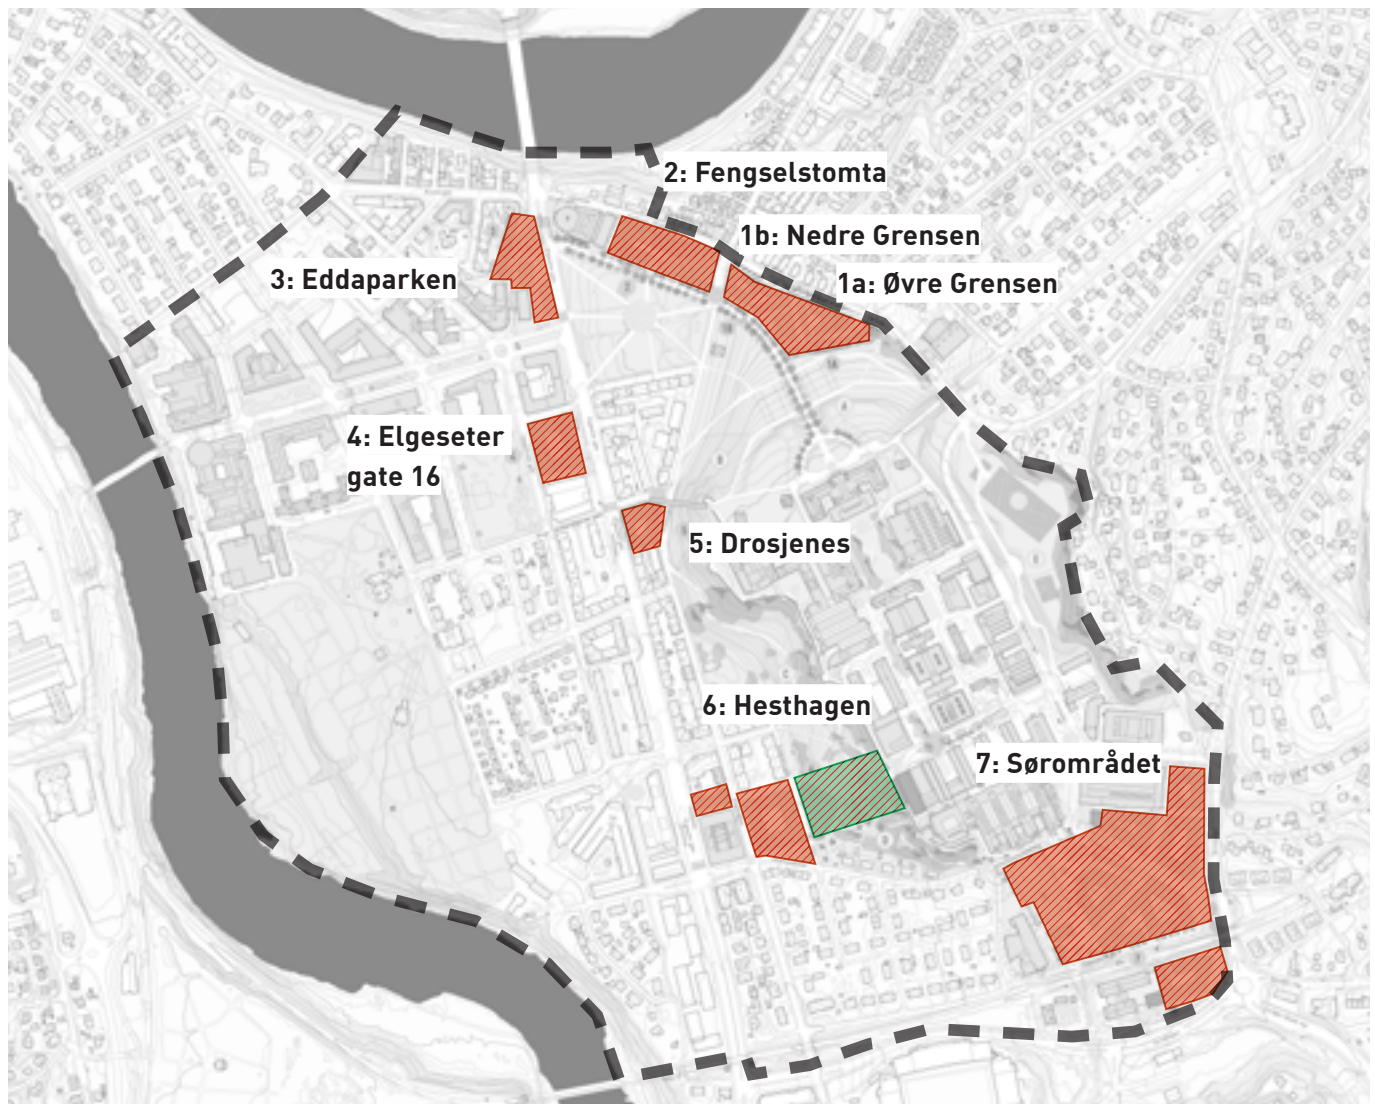 2: Fengselstomta
1b: Nedre Grensen
3: Eddaparken
1a: Øvre Grensen
4: Elgeseter
gate 16
5: Drosjenes
6: Hesthagen
7: Sørområdet